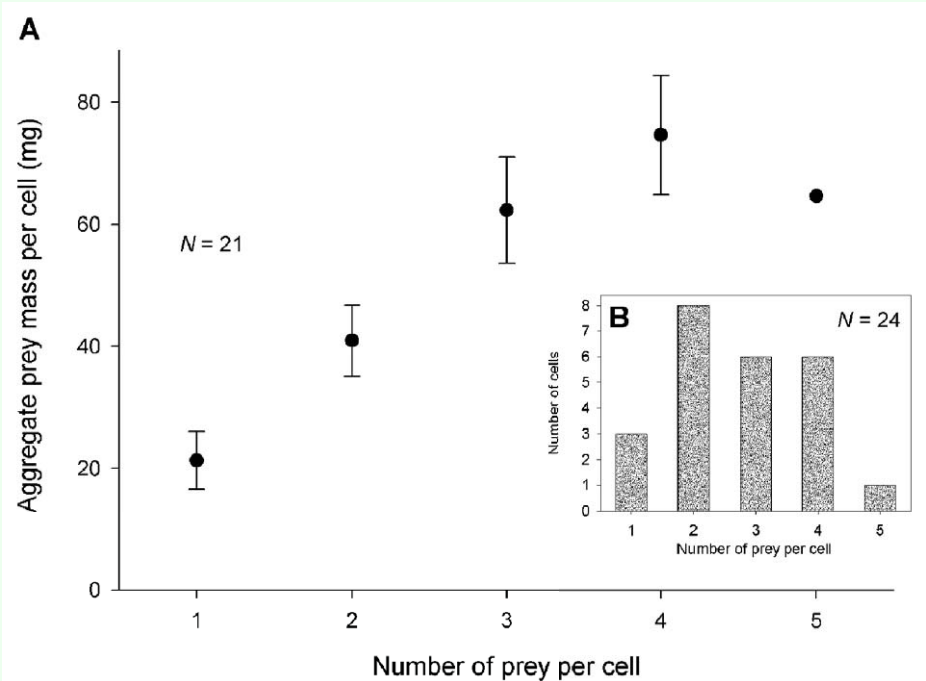 A
Aggregate prey mass per cell (mg)
80
60
40
20
0
N = 21
1 2 3 4 5
Number of prey per cell
B
N = 24
Number of cells
8
7
6
5
4
3
2
1
0
1 2 3 4 5
Number of prey per cell